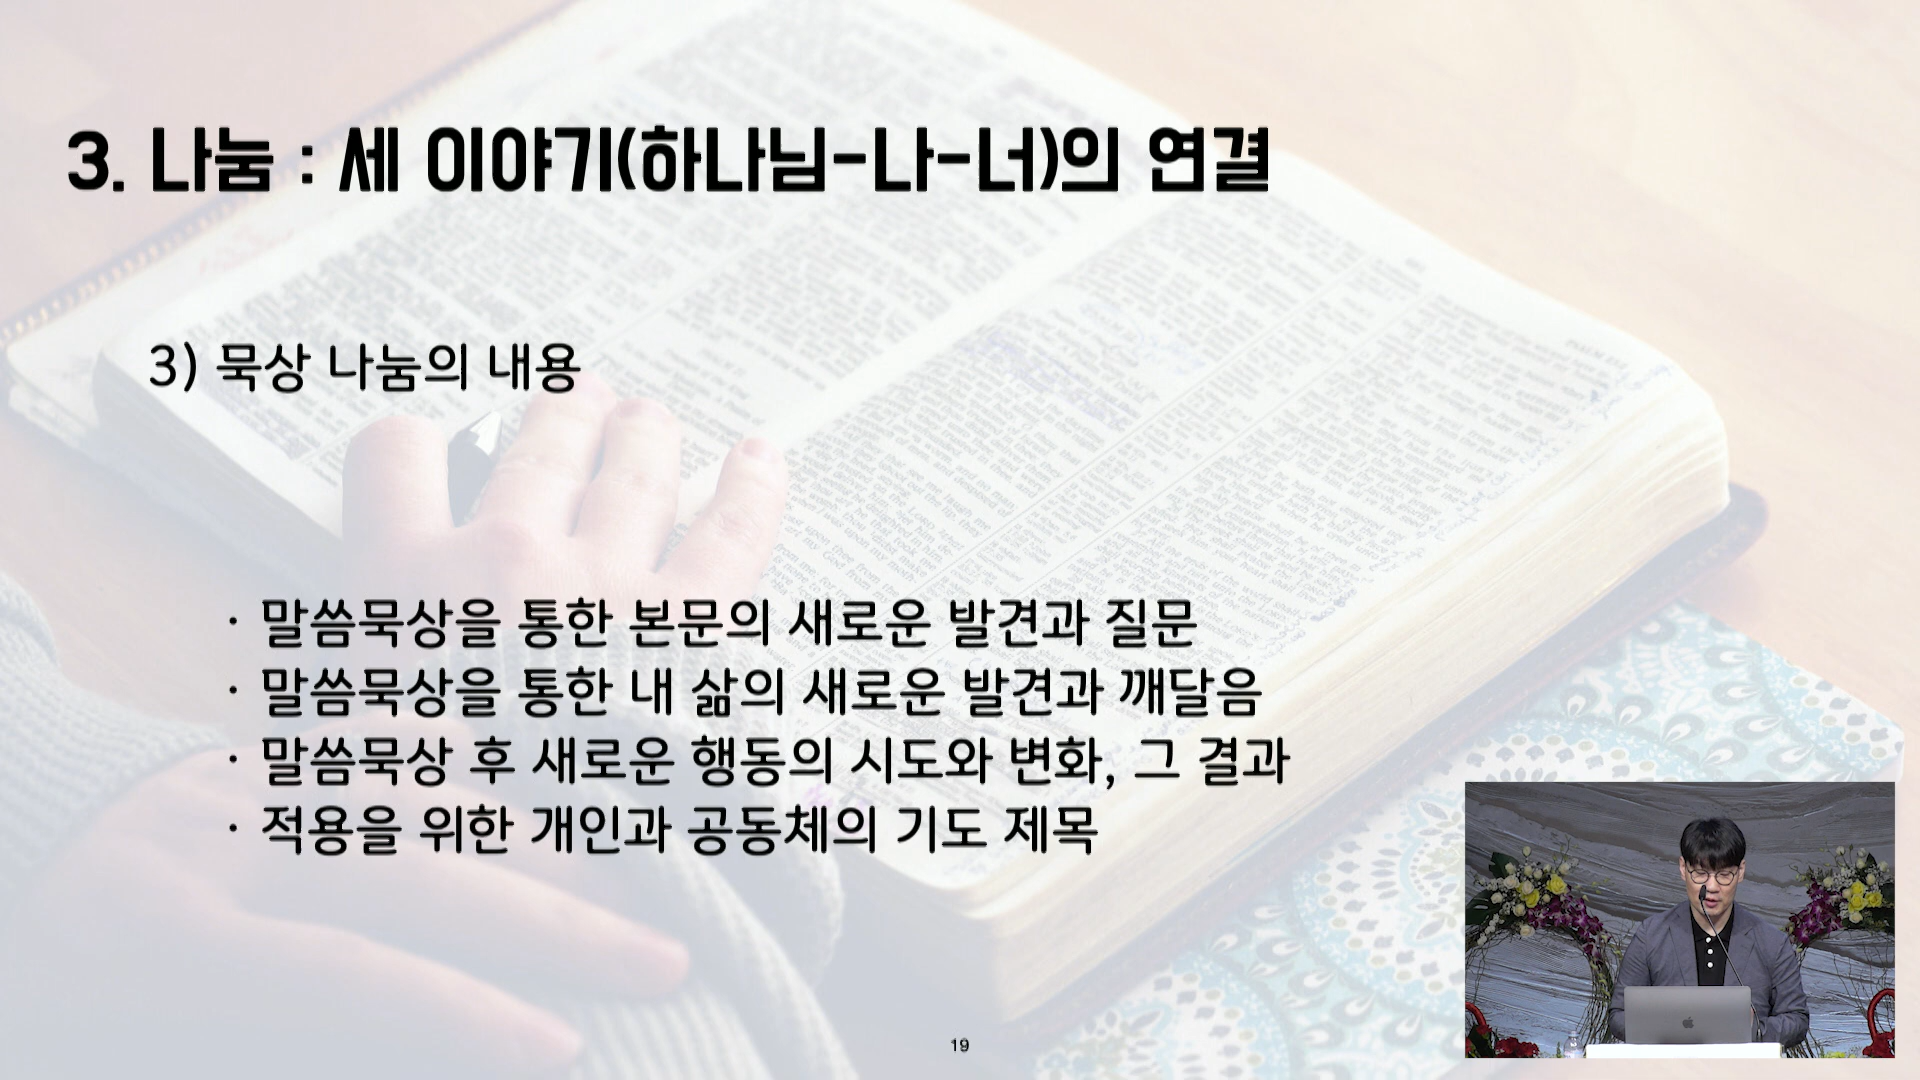 3. 나눔 : 세 이야기(하나님-나-너)의 연결
3) 묵상 나눔의 내용
· 말씀묵상을 통한 본문의 새로운 발견과 질문
· 말씀묵상을 통한 내 삶의 새로운 발견과 깨달음
· 말씀묵상 후 새로운 행동의 시도와 변화, 그 결과
· 적용을 위한 개인과 공동체의 기도 제목
19